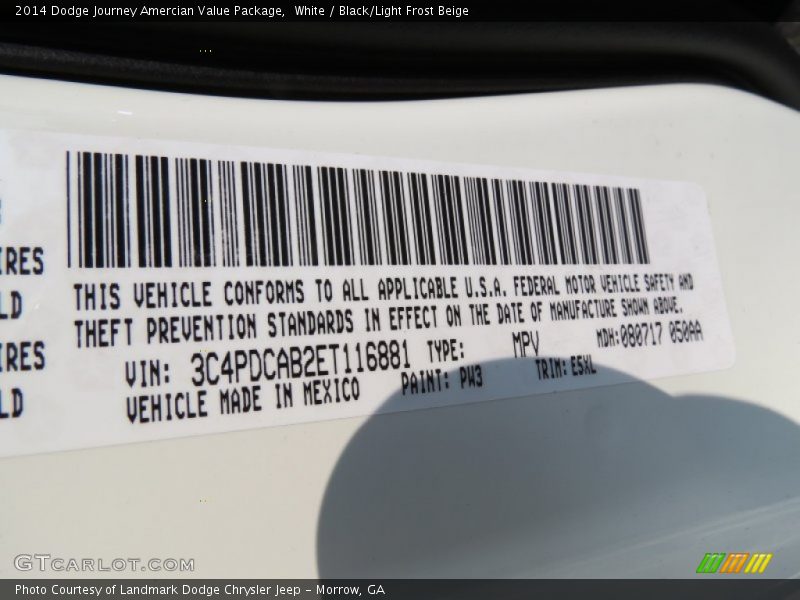 2014 Dodge Journey Amercian Value Package,  White / Black/Light Frost Beige
IRES
LD
IRES
LD
THIS VEHICLE CONFORMS TO ALL APPLICABLE U.S.A. FEDERAL MOTOR VEHICLE SAFETY AND
THEFT PREVENTION STANDARDS IN EFFECT ON THE DATE OF MANUFACTURE SHOWN ABOVE.
VIN: 3C4PDCAB2ET116881 TYPE: MPV MDH:080717 050AA
VEHICLE MADE IN MEXICO PAINT: PW3 TRIM: E5XL
GTCARLOT.COM
Photo Courtesy of Landmark Dodge Chrysler Jeep - Morrow, GA